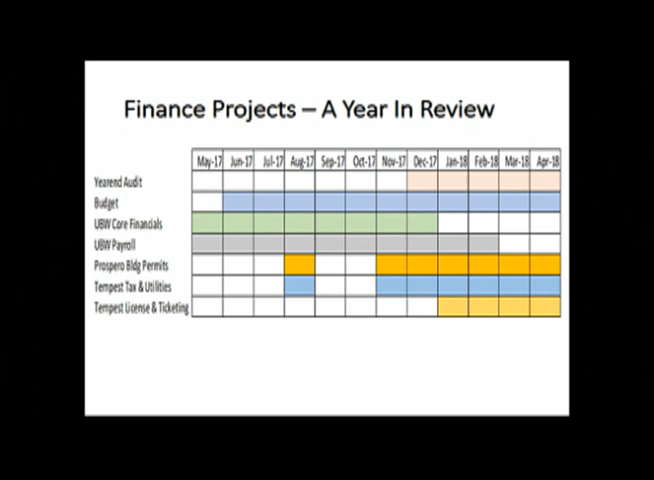 Finance Projects – A Year In Review
May-17 Jun-17 Jul-17 Aug-17 Sep-17 Oct-17 Nov-17 Dec-17 Jan-18 Feb-18 Mar-18 Apr-18
Yearend Audit
Budget
UBW Core Financials
UBW Payroll
Prospero Bldg Permits
Tempest Tax & Utilities
Tempest License & Ticketing